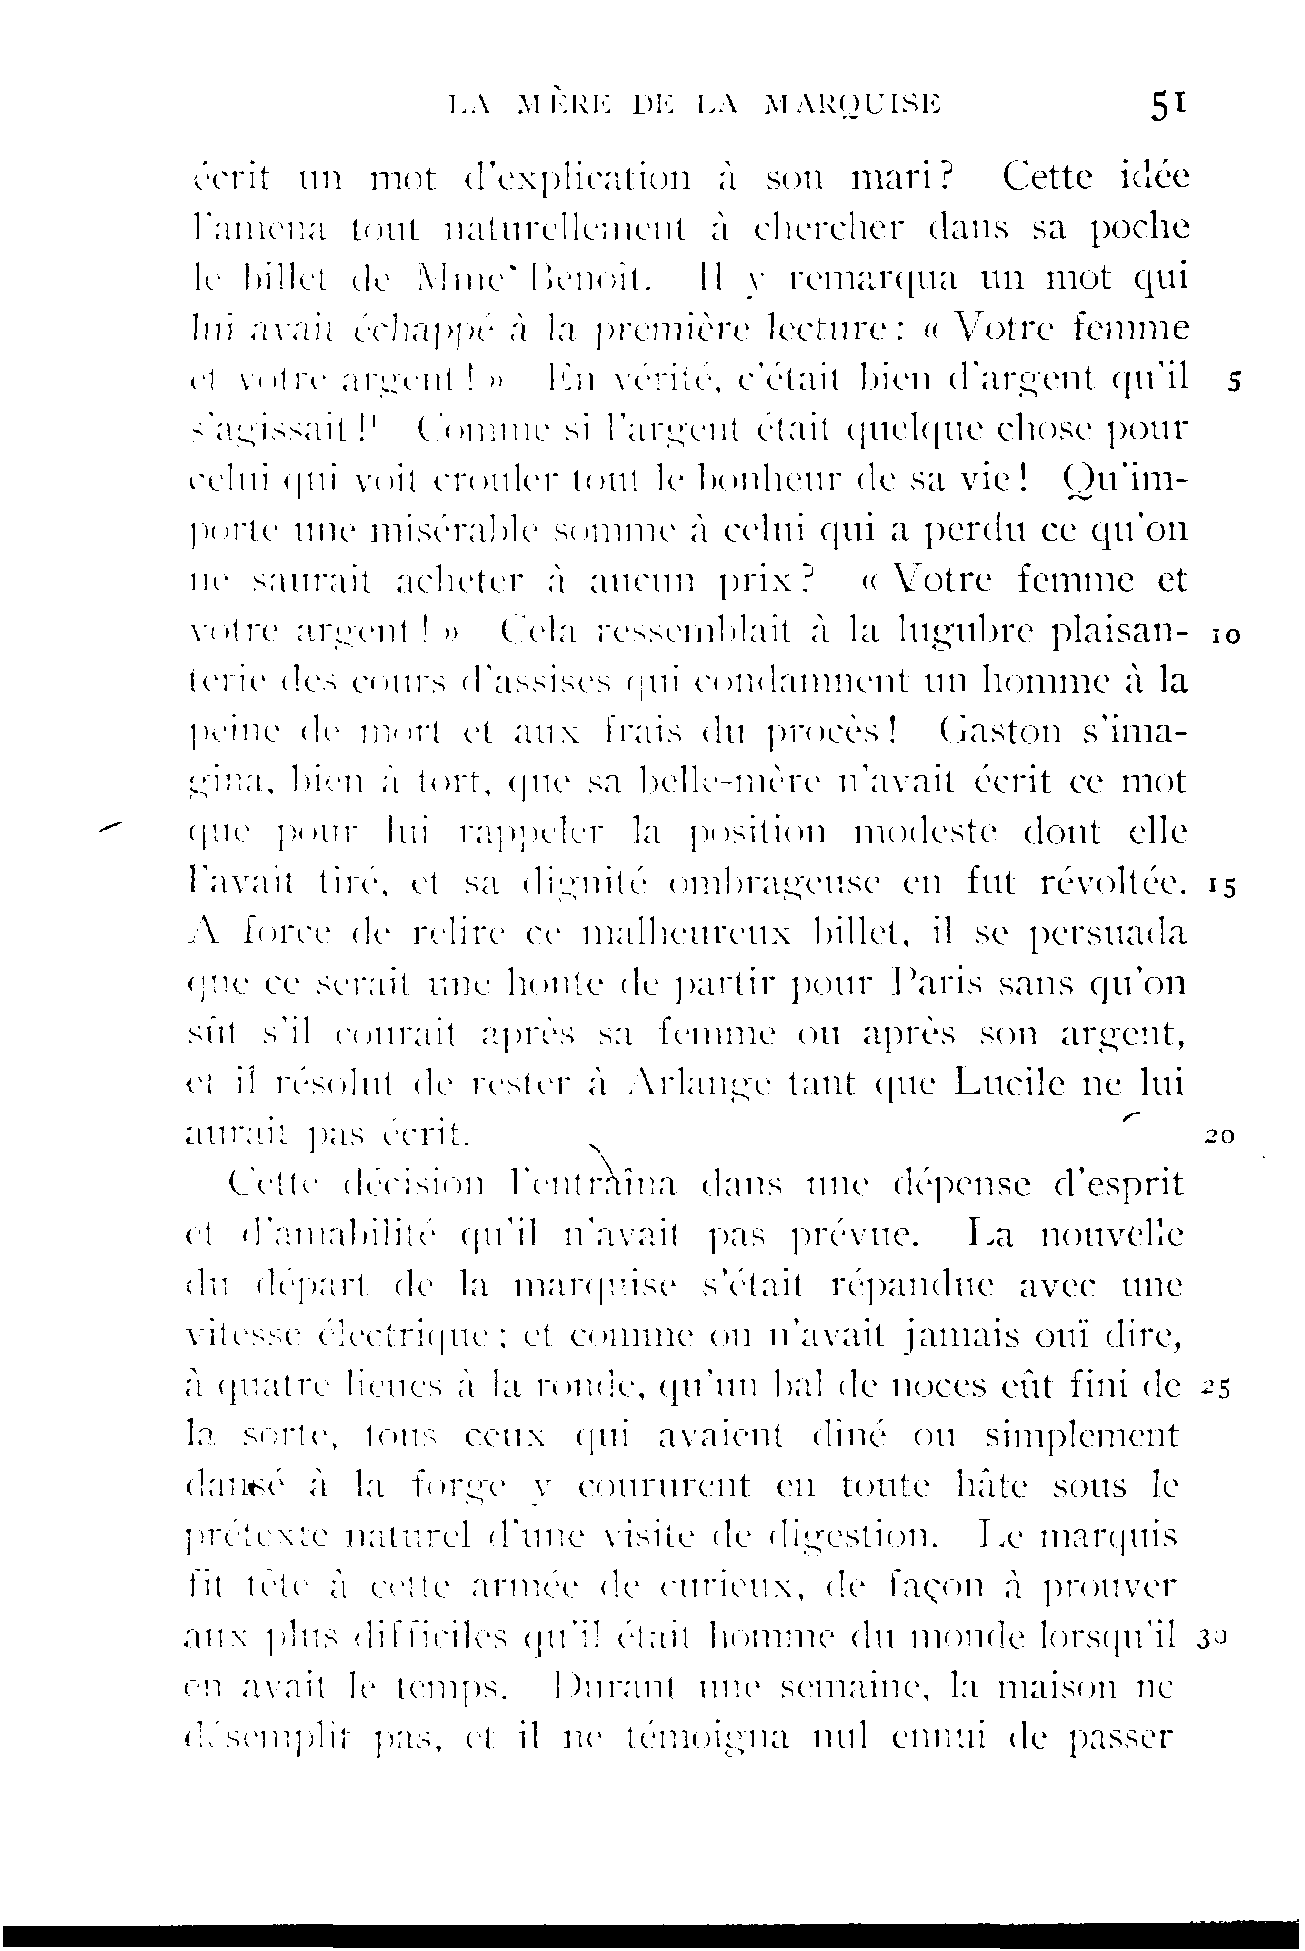 LA MÈRE DE LA MARQUISE 51
écrit un mot d'explication à son mari? Cette idée
l'amena tout naturellement à chercher dans sa poche
le billet de Mme Benoît. Il y remarqua un mot qui
lui avait échappé à la première lecture: « Votre femme
et votre argent! » En vérité, c'était bien d'argent qu'il 5
s'agissait!¹ Comme si l'argent était quelque chose pour
celui qui voit crouler tout le bonheur de sa vie! Qu'im-
porte une misérable somme à celui qui a perdu ce qu'on
ne saurait acheter à aucun prix? « Votre femme et
votre argent! » Cela ressemblait à la lugubre plaisan- 10
terie des cours d'assises qui condamnent un homme à la
peine de mort et aux frais du procès! Gaston s'ima-
gina, bien à tort, que sa belle-mère n'avait écrit ce mot
que pour lui rappeler la position modeste dont elle
l'avait tiré, et sa dignité ombrageuse en fut révoltée. 15
A force de relire ce malheureux billet, il se persuada
que ce serait une honte de partir pour Paris sans qu'on
sût s'il courait après sa femme ou après son argent,
et il résolut de rester à Arlange tant que Lucile ne lui
aurait pas écrit. 20
Cette décision l'entraîna dans une dépense d'esprit
et d'amabilité qu'il n'avait pas prévue. La nouvelle
du départ de la marquise s'était répandue avec une
vitesse électrique; et comme on n'avait jamais ouï dire,
à quatre lieues à la ronde, qu'un bal de noces eût fini de 25
la sorte, tous ceux qui avaient diné ou simplement
dansé à la forge y coururent en toute hâte sous le
prétexte naturel d'une visite de digestion. Le marquis
fit tête à cette armée de curieux, de façon à prouver
aux plus difficiles qu'il était homme du monde lorsqu'il 30
en avait le temps. Durant une semaine, la maison ne
désemplit pas, et il ne témoigna nul ennui de passer